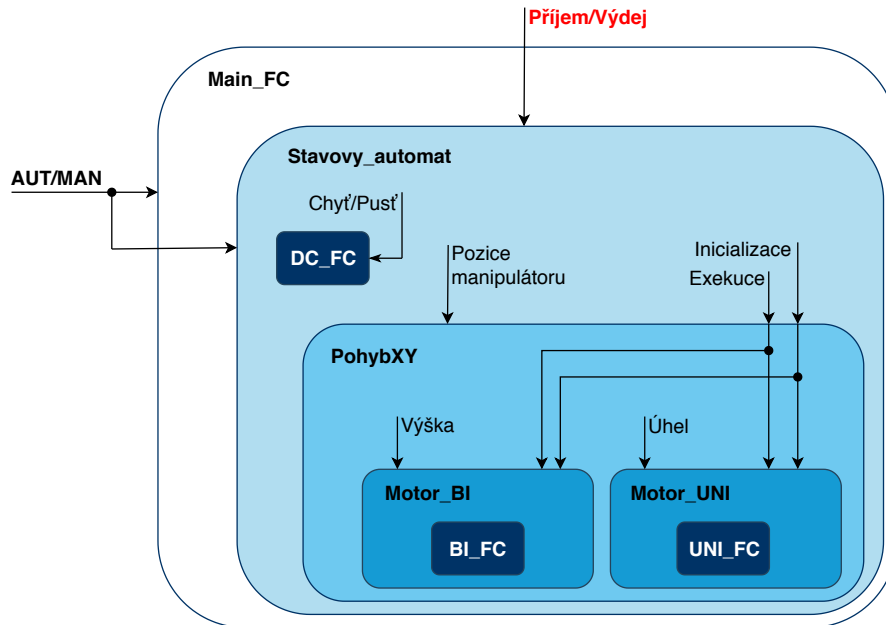 Příjem/Výdej
Main_FC
Stavovy_automat
AUT/MAN
Chyť/Pusť
DC_FC
Pozice
manipulátoru
Inicializace
Exekuce
PohybXY
Výška
Úhel
Motor_BI
Motor_UNI
BI_FC
UNI_FC